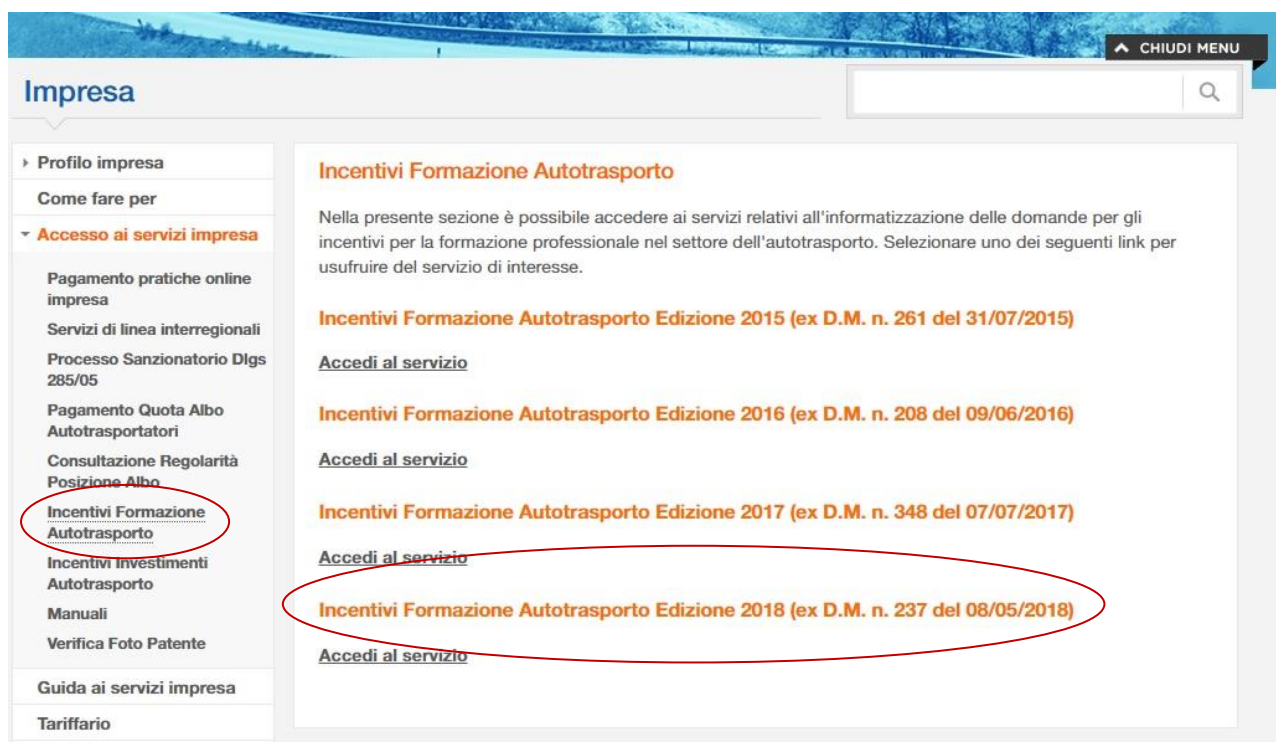 CHIUDI MENU
Impresa
Profilo impresa
Come fare per
Accesso ai servizi impresa
Pagamento pratiche online
impresa
Servizi di linea interregionali
Processo Sanzionatorio Dlgs
285/05
Pagamento Quota Albo
Autotrasportatori
Consultazione Regolarità
Posizione Albo
Incentivi Formazione
Autotrasporto
Incentivi Investimenti
Autotrasporto
Manuali
Verifica Foto Patente
Guida ai servizi impresa
Tariffario
Incentivi Formazione Autotrasporto
Nella presente sezione è possibile accedere ai servizi relativi all'informatizzazione delle domande per gli
incentivi per la formazione professionale nel settore dell'autotrasporto. Selezionare uno dei seguenti link per
usufruire del servizio di interesse.
Incentivi Formazione Autotrasporto Edizione 2015 (ex D.M. n. 261 del 31/07/2015)
Accedi al servizio
Incentivi Formazione Autotrasporto Edizione 2016 (ex D.M. n. 208 del 09/06/2016)
Accedi al servizio
Incentivi Formazione Autotrasporto Edizione 2017 (ex D.M. n. 348 del 07/07/2017)
Accedi al servizio
Incentivi Formazione Autotrasporto Edizione 2018 (ex D.M. n. 237 del 08/05/2018)
Accedi al servizio